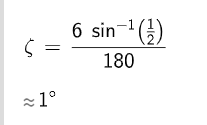 ζ = 6 sin⁻¹(1/2) / 180
≈1°